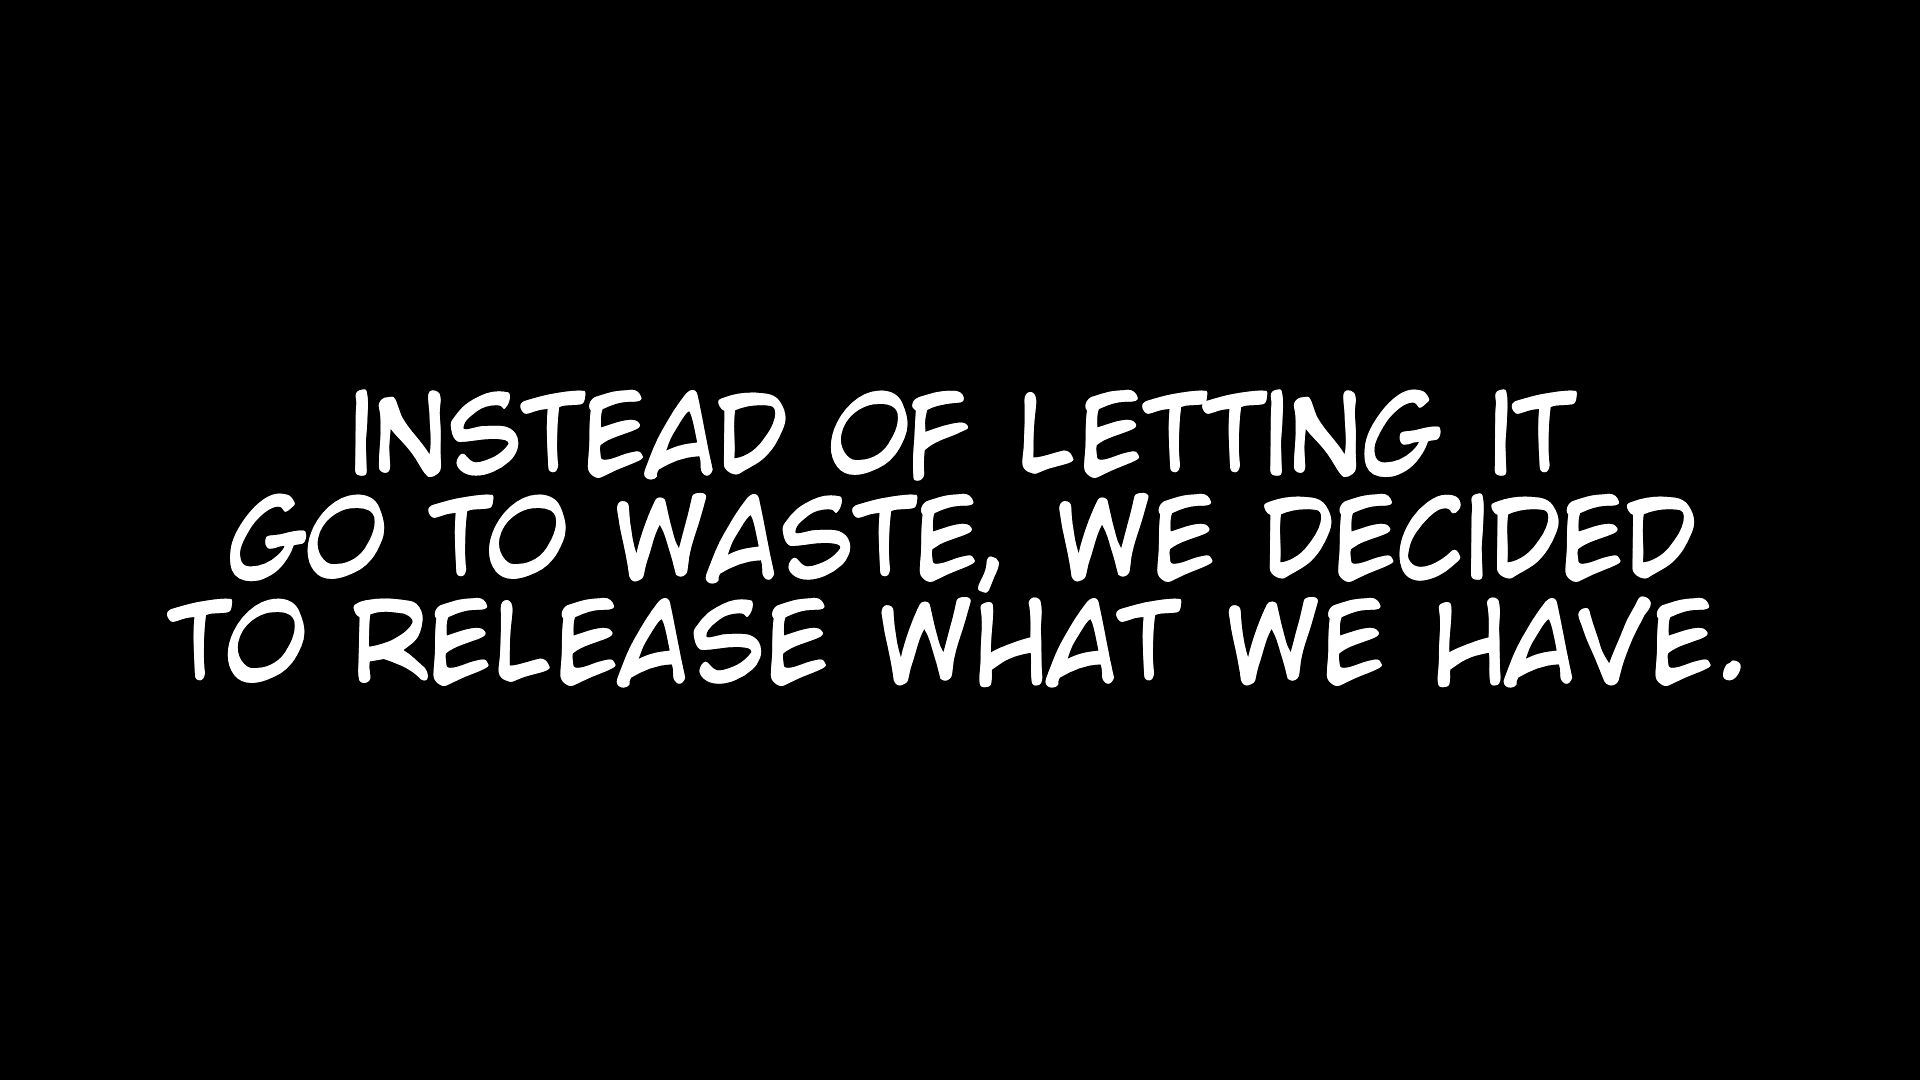 INSTEAD OF LETTING IT
GO TO WASTE, WE DECIDED
TO RELEASE WHAT WE HAVE.